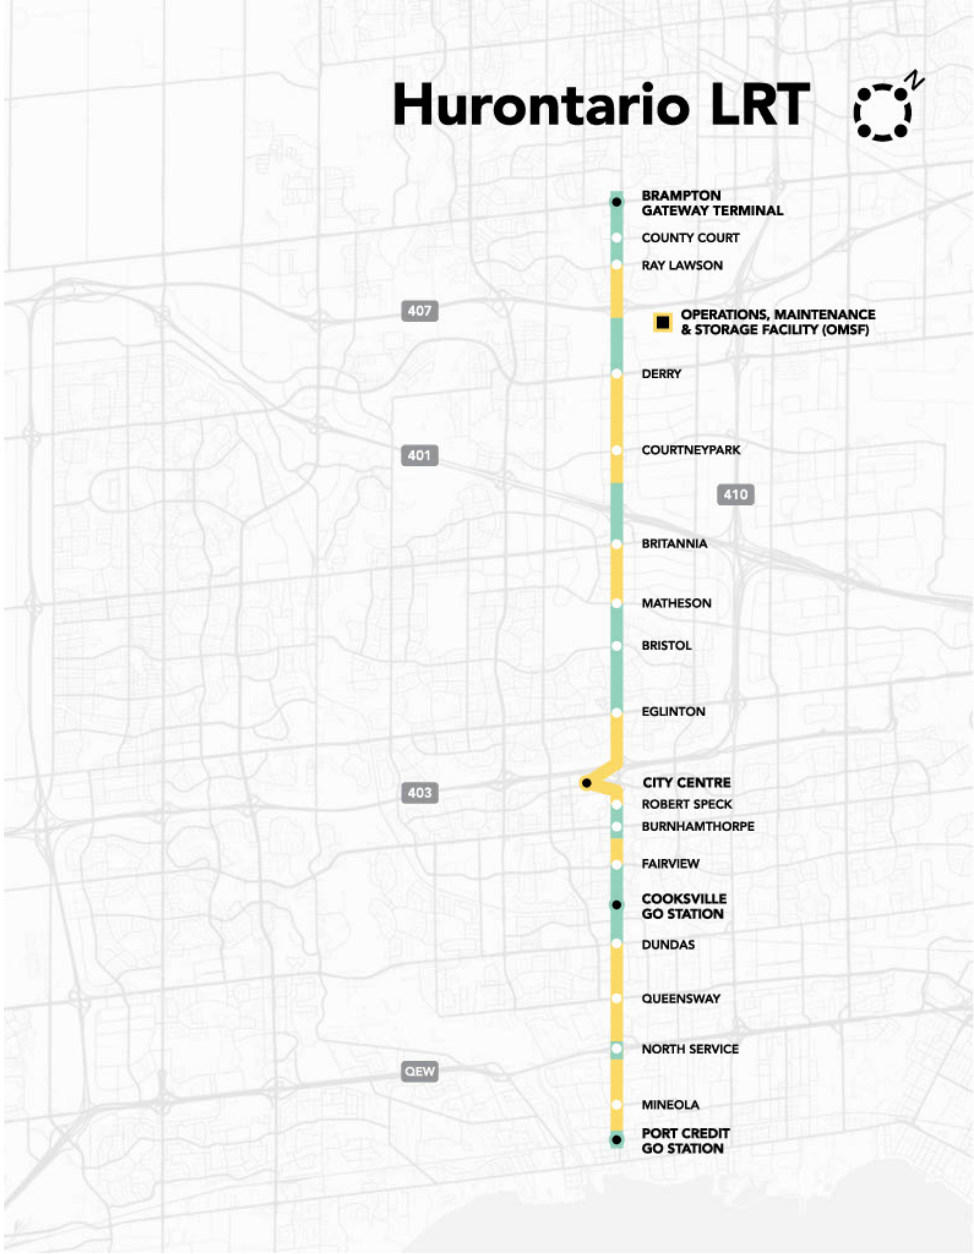 Hurontario LRT
N
BRAMPTON
GATEWAY TERMINAL
COUNTY COURT
RAY LAWSON
407
OPERATIONS, MAINTENANCE
& STORAGE FACILITY (OMSF)
DERRY
COURTNEYPARK
401
410
BRITANNIA
MATHESON
BRISTOL
EGLINTON
CITY CENTRE
403
ROBERT SPECK
BURNHAMTHORPE
FAIRVIEW
COOKSVILLE
GO STATION
DUNDAS
QUEENSWAY
NORTH SERVICE
QEW
MINEOLA
PORT CREDIT
GO STATION